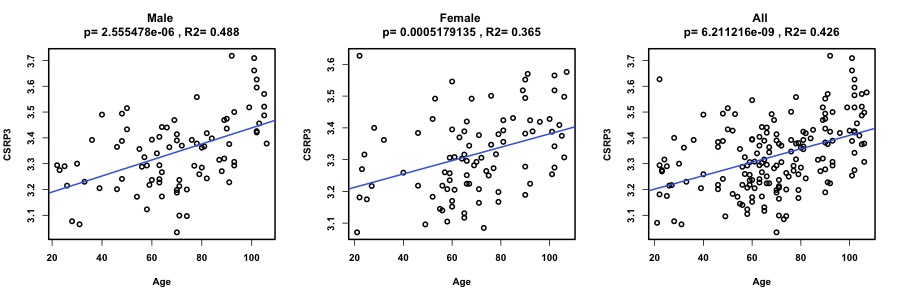 Male
p= 2.555478e-06 , R2= 0.488
CSRP3
3.7
3.6
3.5
3.4
3.3
3.2
3.1
20 40 60 80 100
Age
Female
p= 0.0005179135 , R2= 0.365
CSRP3
3.6
3.5
3.4
3.3
3.2
3.1
20 40 60 80 100
Age
All
p= 6.211216e-09 , R2= 0.426
CSRP3
3.7
3.6
3.5
3.4
3.3
3.2
3.1
20 40 60 80 100
Age